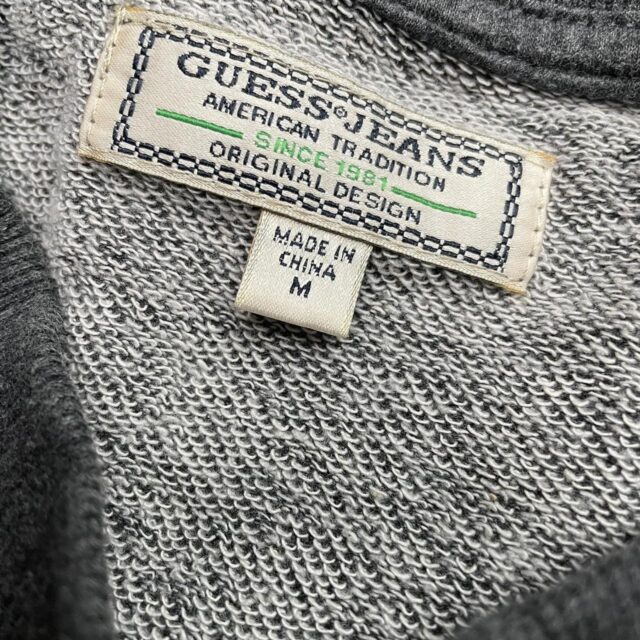 GUESS® JEANS
AMERICAN TRADITION
SINCE 1981
ORIGINAL DESIGN
MADE IN
CHINA
M